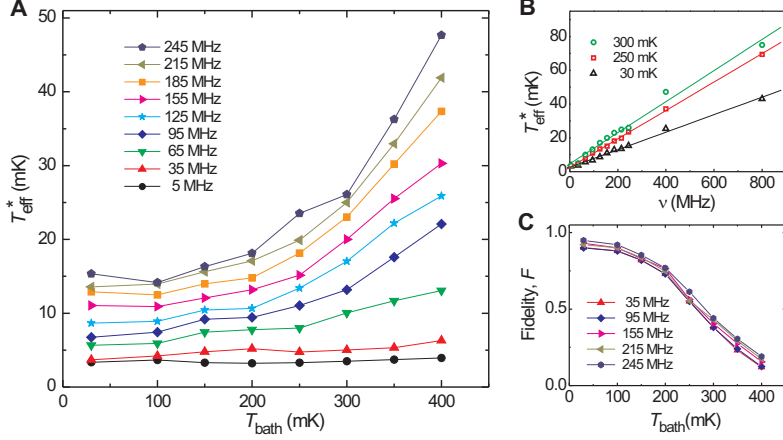 A
50
40
30
20
10
0
T*eff (mK)
245 MHz
215 MHz
185 MHz
155 MHz
125 MHz
95 MHz
65 MHz
35 MHz
5 MHz
0
100
200
300
400
Tbath (mK)
B
80
60
40
20
0
T*eff (mK)
300 mK
250 mK
30 mK
0
200
400
600
800
ν (MHz)
C
1.0
0.5
0.0
Fidelity, F
35 MHz
95 MHz
155 MHz
215 MHz
245 MHz
0
100
200
300
400
Tbath(mK)